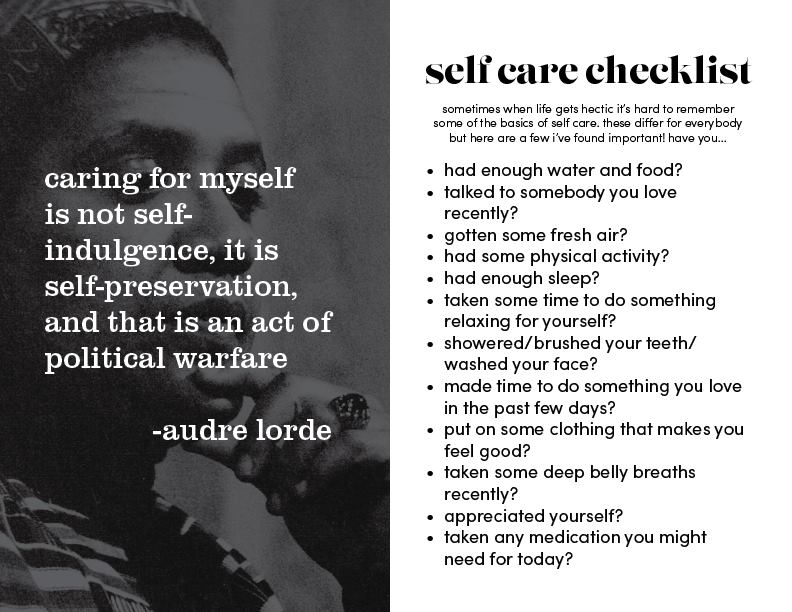 caring for myself
is not self-
indulgence, it is
self-preservation,
and that is an act of
political warfare
-audre lorde
self care checklist
sometimes when life gets hectic it's hard to remember
some of the basics of self care. these differ for everybody
but here are a few i've found important! have you...
• had enough water and food?
• talked to somebody you love
recently?
• gotten some fresh air?
• had some physical activity?
• had enough sleep?
• taken some time to do something
relaxing for yourself?
• showered/brushed your teeth/
washed your face?
• made time to do something you love
in the past few days?
• put on some clothing that makes you
feel good?
• taken some deep belly breaths
recently?
• appreciated yourself?
• taken any medication you might
need for today?